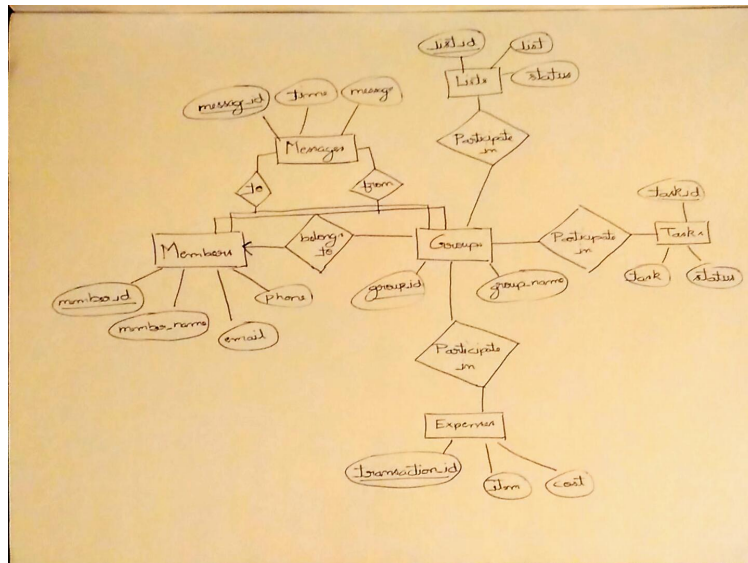 list_id
list
status
Lists
messag_id
time
message
Messages
Participate
in
to
from
task_id
Members
belongs
to
Groups
Participate
in
Tasks
member_id
phone
group_id
group_name
task
status
member_name
email
Participate
in
Expenses
transaction_id
item
cost